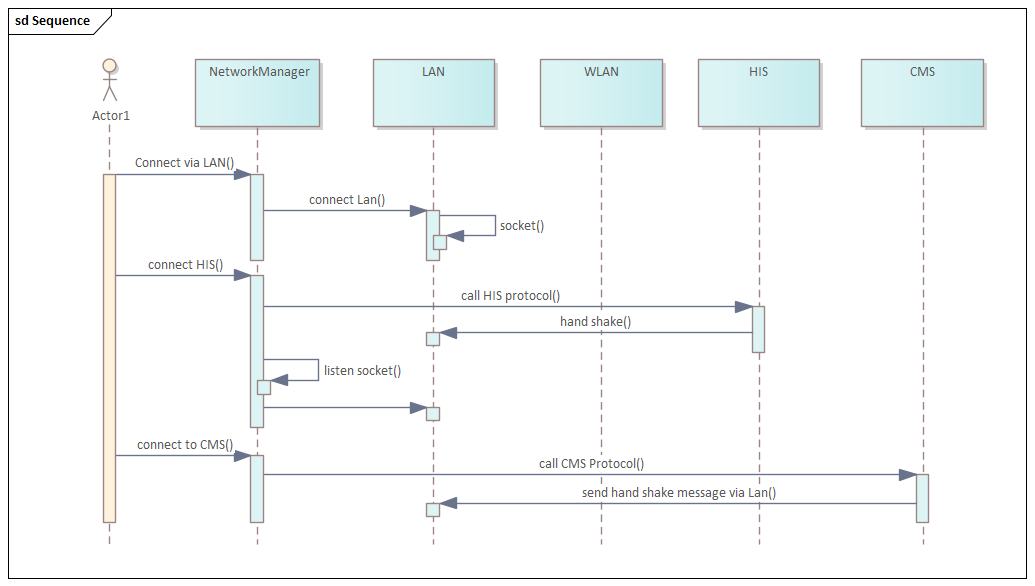 sd Sequence
Actor1
NetworkManager
LAN
WLAN
HIS
CMS
Connect via LAN()
connect Lan()
socket()
connect HIS()
call HIS protocol()
hand shake()
listen socket()
connect to CMS()
call CMS Protocol()
send hand shake message via Lan()